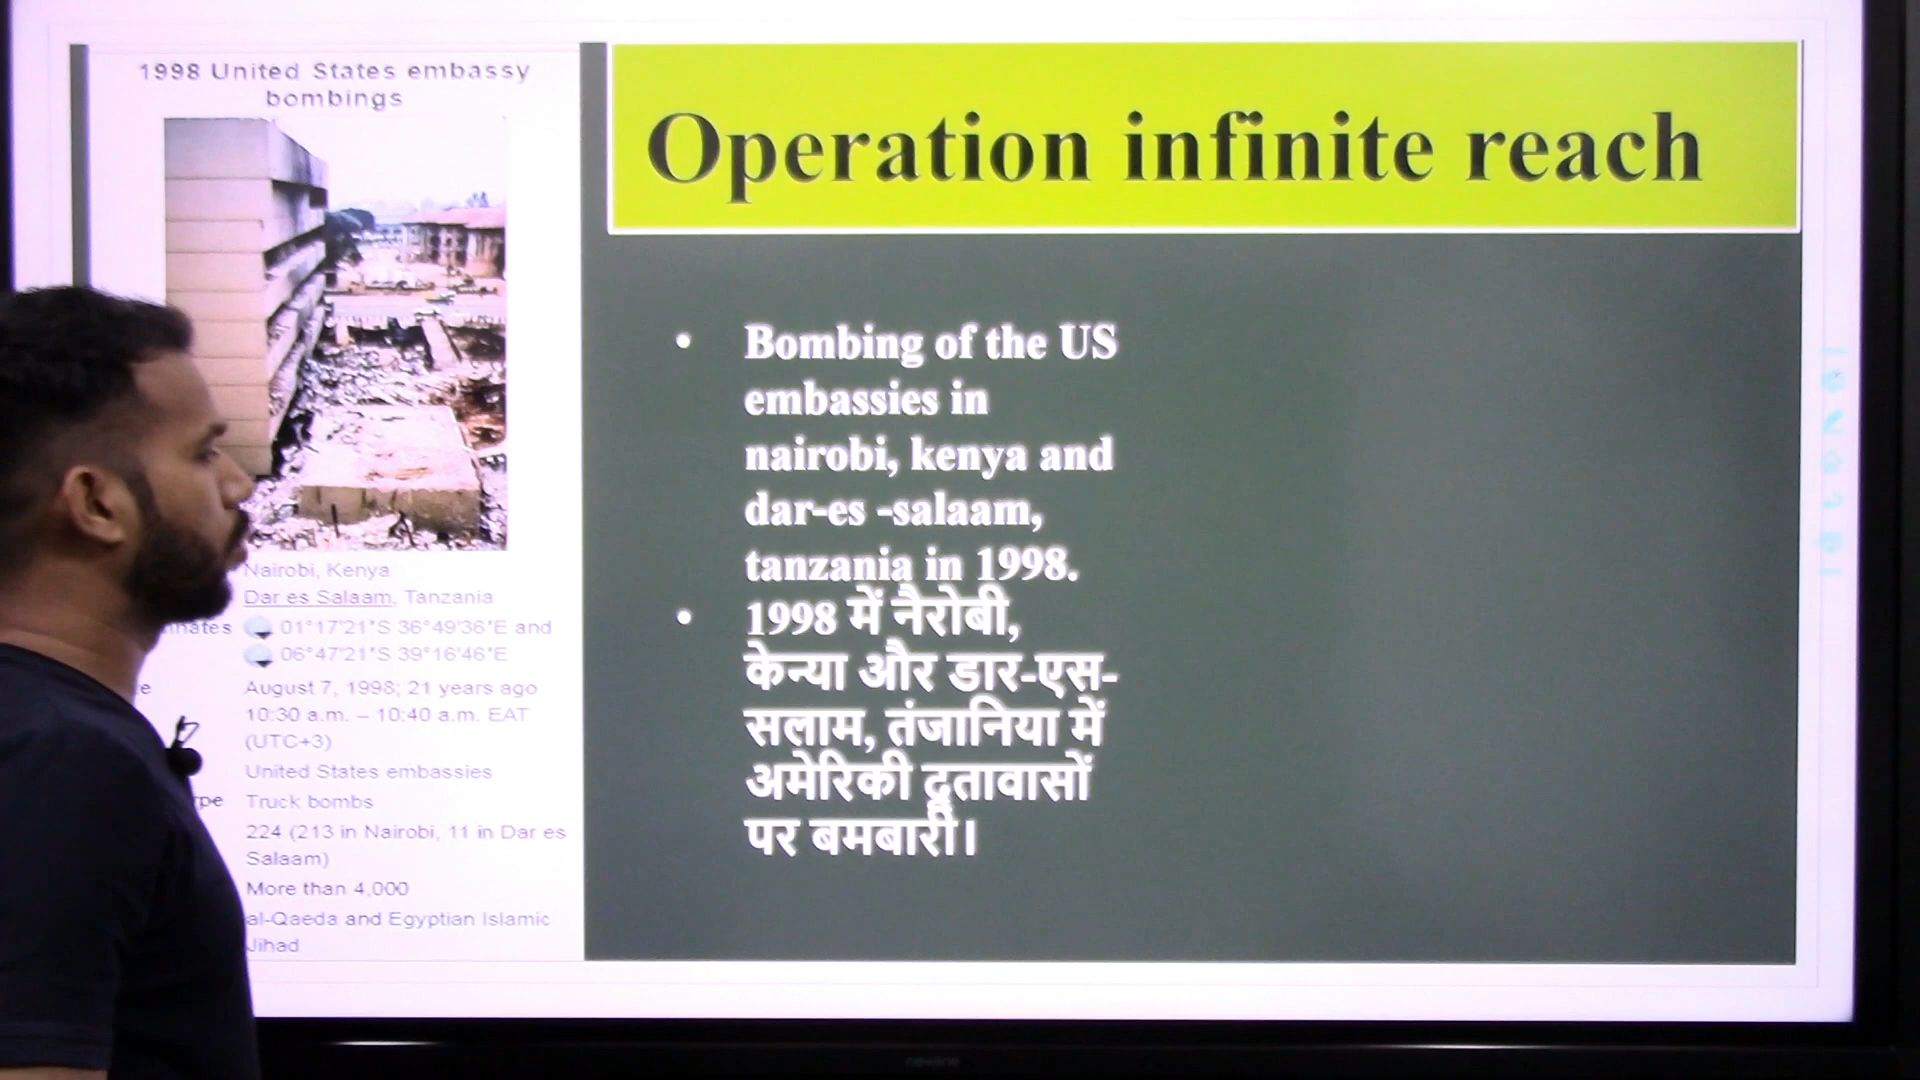 1998 United States embassy
bombings
Nairobi, Kenya
Dar es Salaam, Tanzania
01°17'21"S 36°49'36"E and
06°47'21"S 39°16'46"E
August 7, 1998; 21 years ago
10:30 a.m. – 10:40 a.m. EAT
(UTC+3)
United States embassies
Truck bombs
224 (213 in Nairobi, 11 in Dar es
Salaam)
More than 4,000
al-Qaeda and Egyptian Islamic
Jihad
Operation infinite reach
• Bombing of the US
embassies in
nairobi, kenya and
dar-es -salaam,
tanzania in 1998.
• 1998 में नैरोबी,
केन्या और डार-एस-
सलाम, तंजानिया में
अमेरिकी दूतावासों
पर बमबारी।